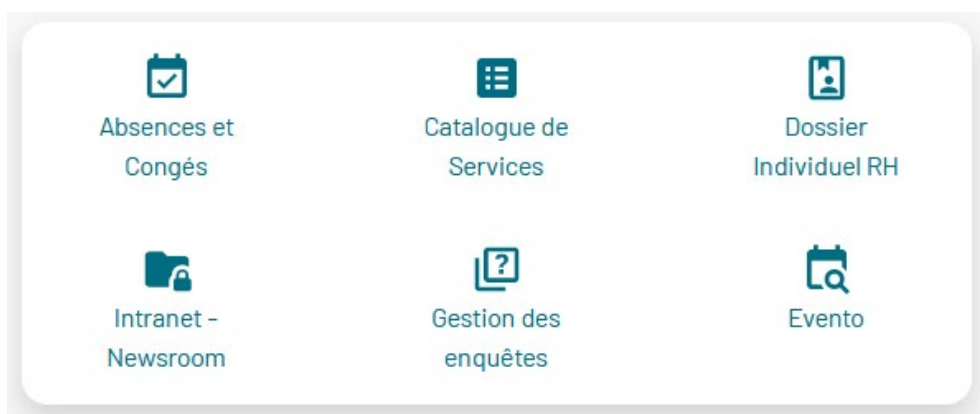 Absences et
Congés
Catalogue de
Services
Dossier
Individuel RH
Intranet -
Newsroom
Gestion des
enquêtes
Evento